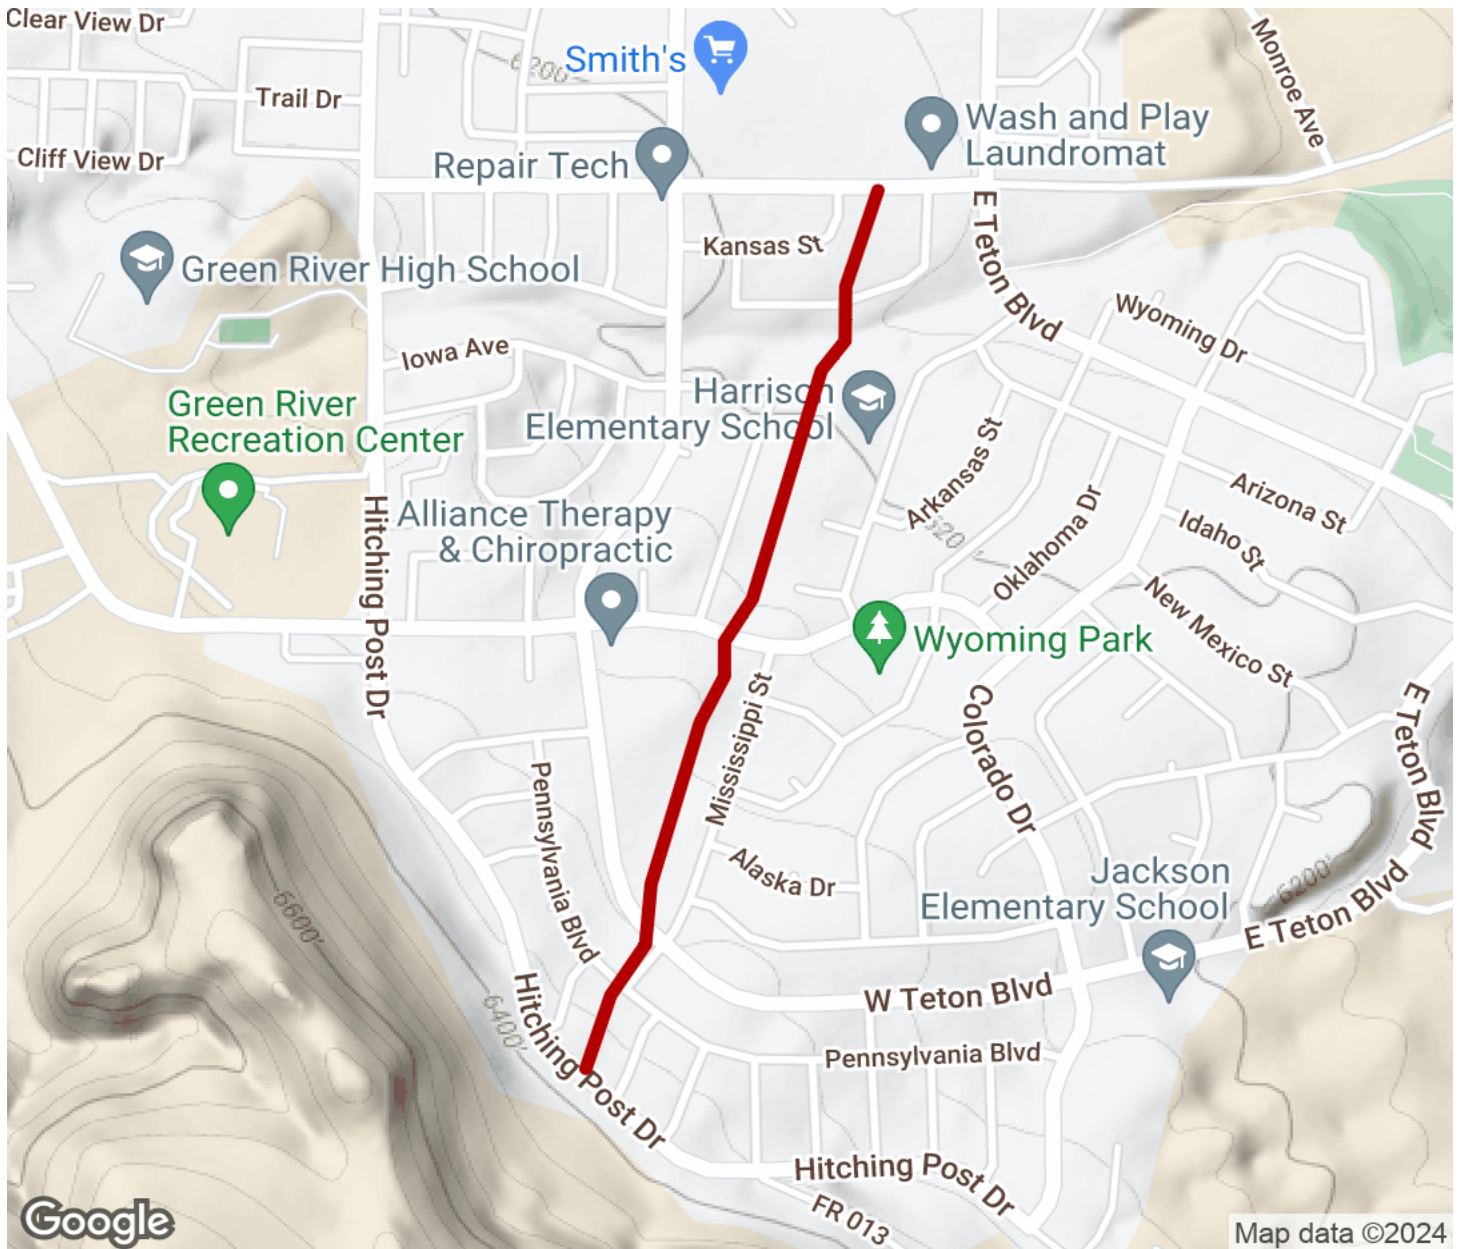 Clear View Dr
Monroe Ave
Smith's
6200'
Trail Dr
Wash and Play
Laundromat
Cliff View Dr
Repair Tech
E Teton Blvd
Kansas St
Green River High School
Wyoming Dr
Iowa Ave
Green River
Recreation Center
Harrison
Elementary School
Arkansas St
Arizona St
Hitching Post Dr
Alliance Therapy
& Chiropractic
Oklahoma Dr
Idaho St
New Mexico St
Wyoming Park
Mississippi St
Colorado Dr
E Teton Blvd
Pennsylvania Blvd
Alaska Dr
Jackson
Elementary School
6200'
E Teton Blvd
6600'
Hitching Post Dr
6400'
W Teton Blvd
Pennsylvania Blvd
Hitching Post Dr
FR 013
Google
Map data ©2024